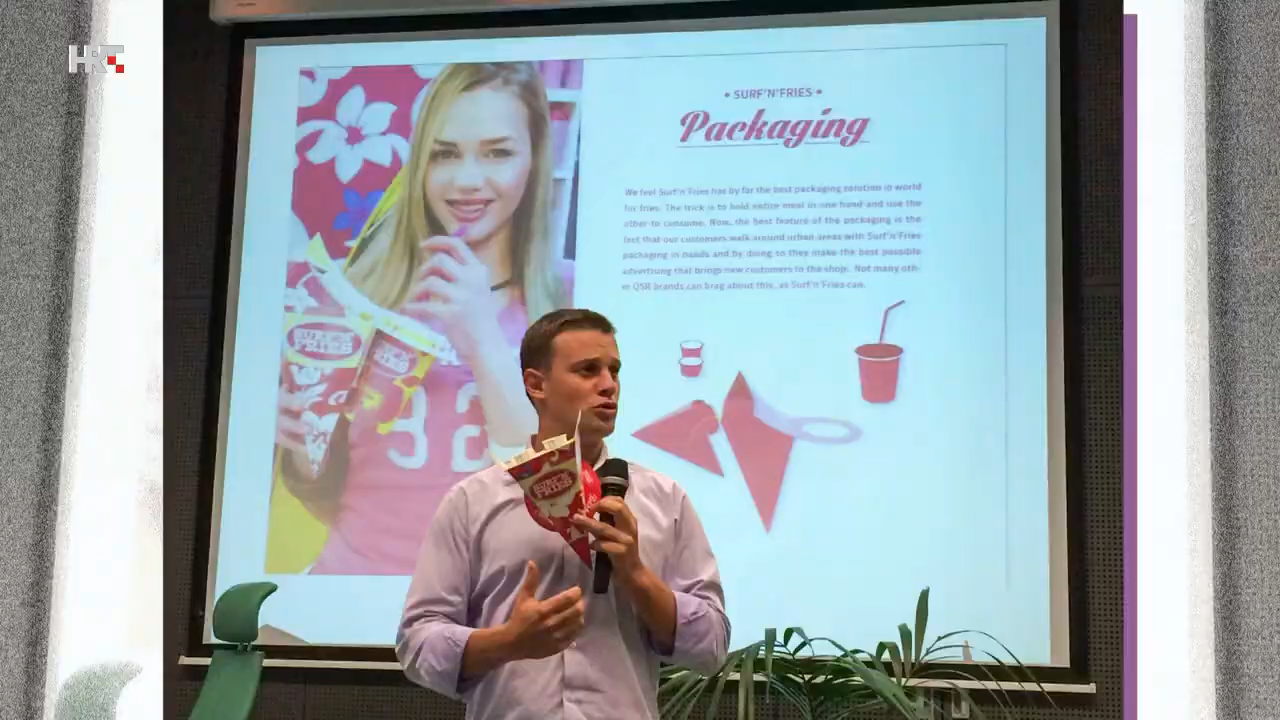 HRT
• SURF'N'FRIES •
Packaging
We feel Surf'n'Fries has by far the best packaging solution in world
for fries. The trick is to hold entire meal in one hand and use the
other to consume. Now, the best feature of the packaging is the
fact that our customers walk around urban areas with Surf'n'Fries
packaging in hands and by doing so they make the best possible
advertising that brings new customers to the shop. Not many oth-
er QSR brands can brag about this, as Surf'n'Fries can.
SURF'N
FRIES
SURF'N
FRIES
32
SURF'N
FRIES